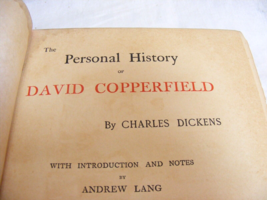 The
Personal History
OF
DAVID COPPERFIELD
By CHARLES DICKENS
WITH INTRODUCTION AND NOTES
BY
ANDREW LANG